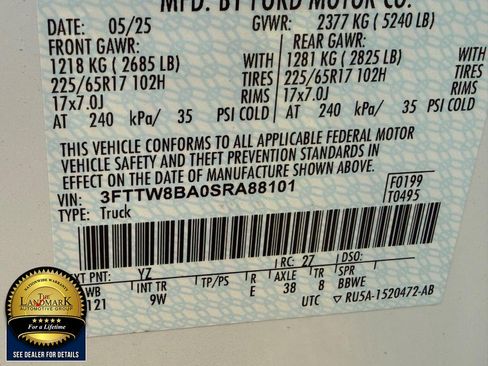 MFD. BY FORD MOTOR CO.
DATE: 05/25 GVWR: 2377 KG ( 5240 LB)
FRONT GAWR: REAR GAWR:
1218 KG ( 2685 LB) WITH 1281 KG ( 2825 LB) WITH
225/65R17 102H TIRES 225/65R17 102H TIRES
17x7.0J RIMS 17x7.0J RIMS
AT 240 kPa/ 35 PSI COLD AT 240 kPa/ 35 PSI COLD
THIS VEHICLE CONFORMS TO ALL APPLICABLE FEDERAL MOTOR
VEHICLE SAFETY AND THEFT PREVENTION STANDARDS IN
EFFECT ON THE DATE OF MANUFACTURE SHOWN ABOVE.
VIN: 3FTTW8BA0SRA88101 F0199
TYPE: Truck T0495
EXT PNT: YZ RC: 27 DSO:
WB INT TR TP/PS R AXLE TR SPR
121 9W E 38 8 BBWE
UTC ▽ RU5A-1520472-AB
NATIONWIDE WARRANTY
THE
LANDMARK
AUTOMOTIVE GROUP
For a Lifetime
SEE DEALER FOR DETAILS